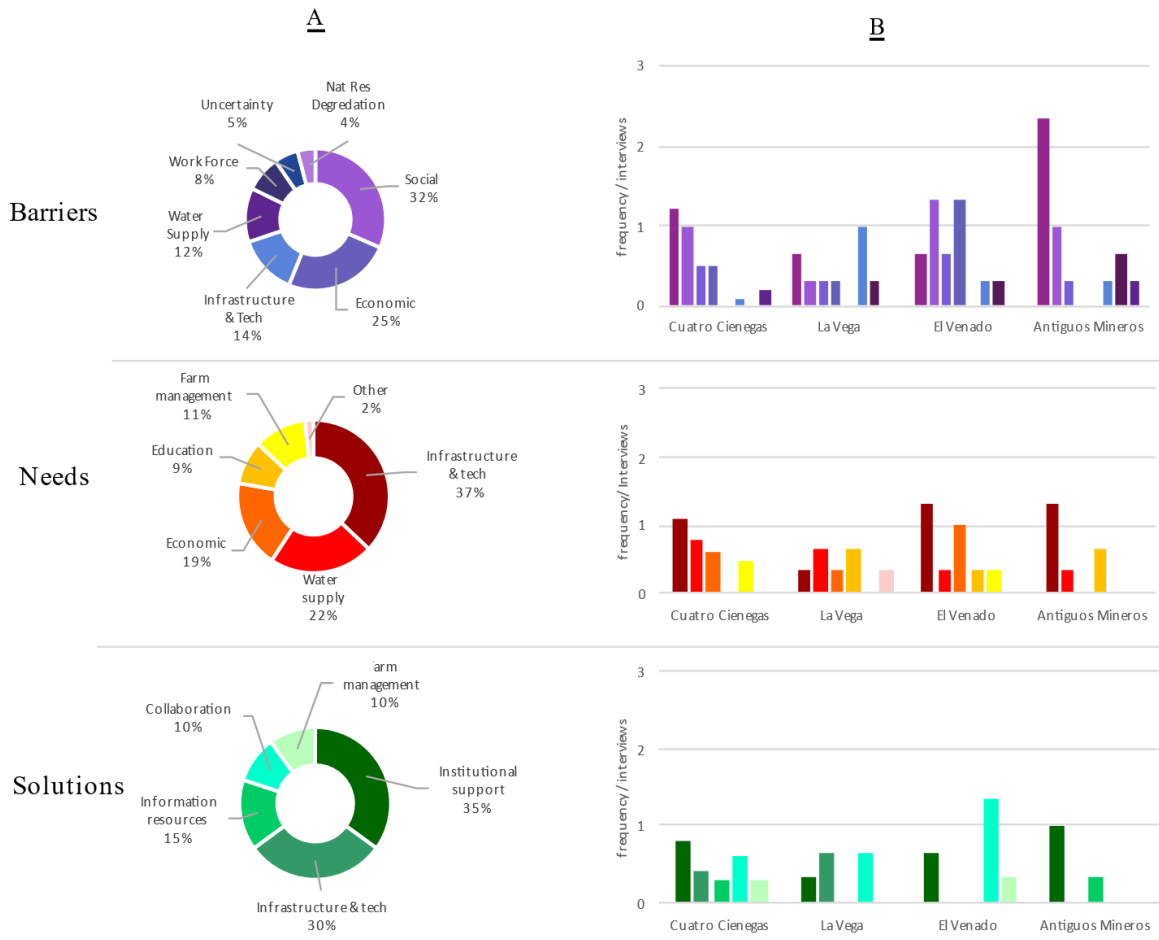 A
B
Barriers
Nat Res
Degredation
4%
Uncertainty
5%
Work Force
8%
Water
Supply
12%
Infrastructure
& Tech
14%
Economic
25%
Social
32%
frequency / interviews
3
2
1
0
Cuatro Cienegas
La Vega
El Venado
Antiguos Mineros
Needs
Farm
management
11%
Other
2%
Education
9%
Economic
19%
Water
supply
22%
Infrastructure
& tech
37%
frequency/ Interviews
3
2
1
0
Cuatro Cienegas
La Vega
El Venado
Antiguos Mineros
Solutions
arm
management
10%
Collaboration
10%
Information
resources
15%
Infrastructure & tech
30%
Institutional
support
35%
frequency / interviews
3
2
1
0
Cuatro Cienegas
La Vega
El Venado
Antiguos Mineros